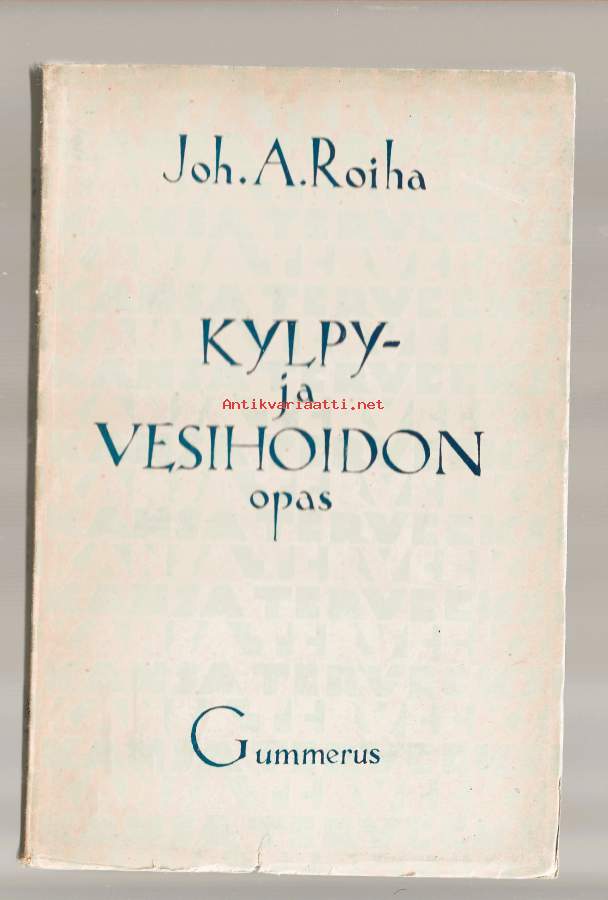 Joh. A. Roiha
KYLPY-
ja
Antikvariaatti.net
VESIHOIDON
opas
Gummerus